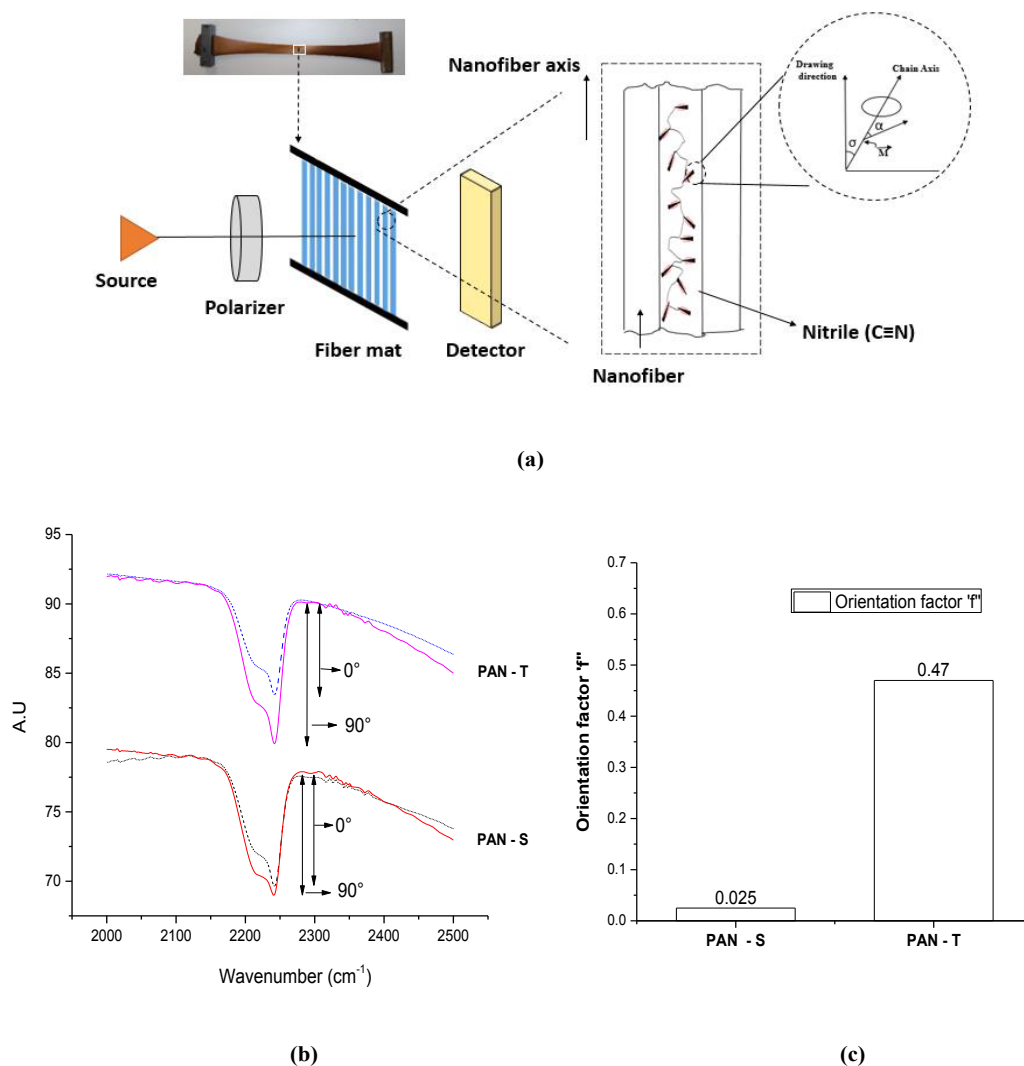 Nanofiber axis
Drawing
direction
Chain Axis
α
σ
M
Source
Polarizer
Fiber mat
Detector
Nitrile (C≡N)
Nanofiber
(a)
95
90
85
80
75
70
A.U
0°
90°
PAN - T
0°
90°
PAN - S
2000 2100 2200 2300 2400 2500
Wavenumber (cm⁻¹)
(b)
0.7
0.6
0.5
0.4
0.3
0.2
0.1
0.0
Orientation factor 'f''
Orientation factor 'f''
0.025
0.47
PAN - S PAN - T
(c)